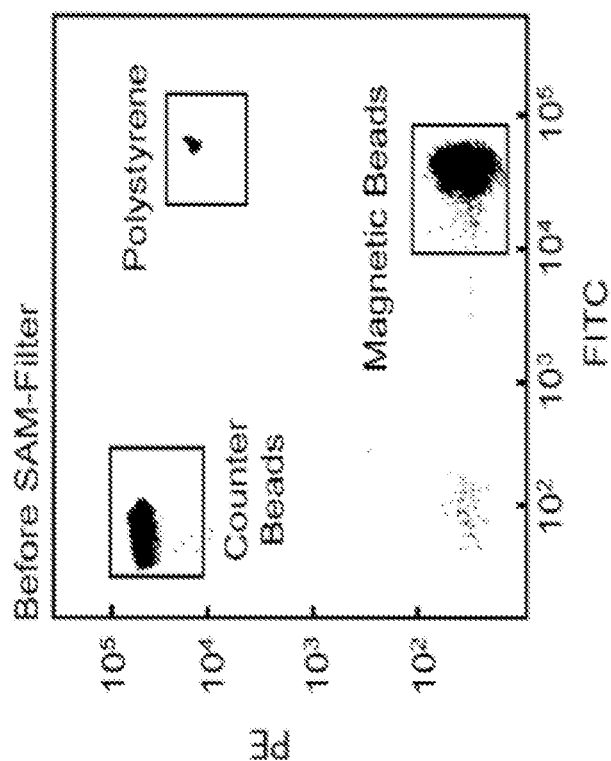 Before SAM-Filter
Polystyrene
Counter
Beads
Magnetic Beads
PE
10⁵
10⁴
10³
10²
10² 10³ 10⁴ 10⁵
FITC